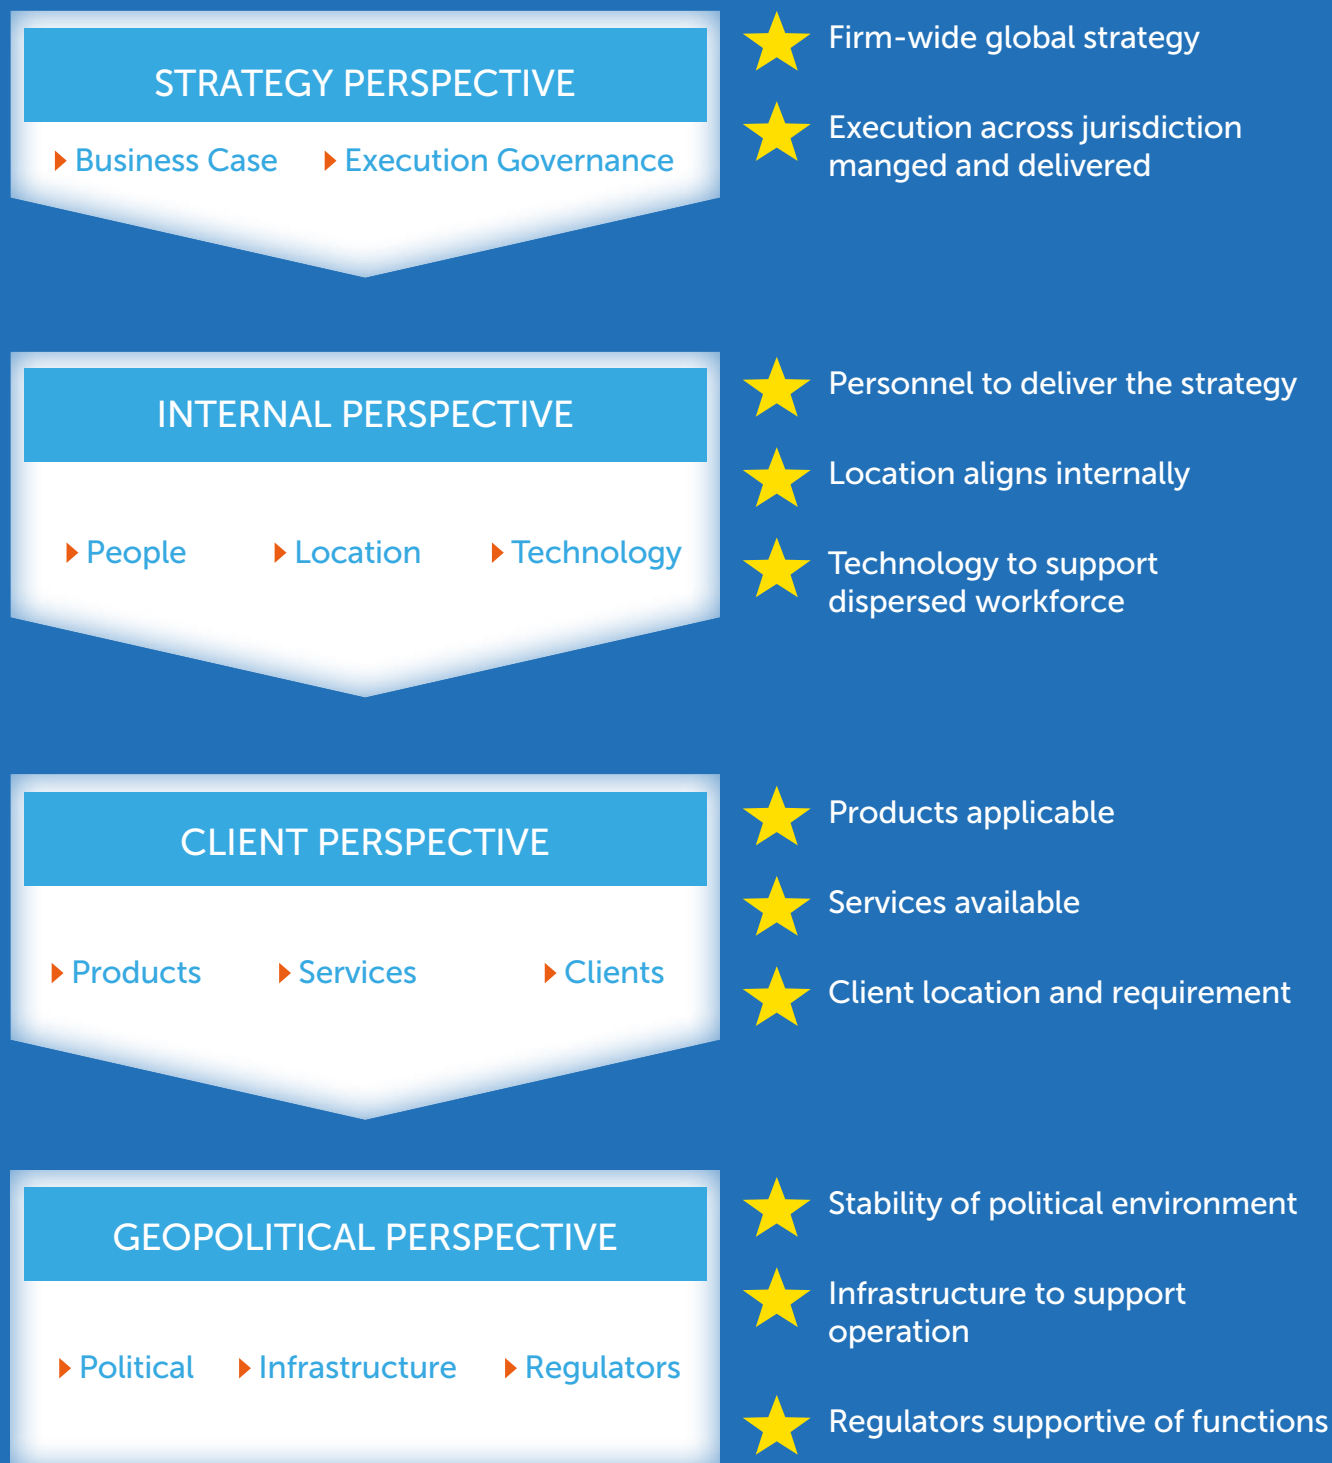 STRATEGY PERSPECTIVE
Business Case
Execution Governance
Firm-wide global strategy
Execution across jurisdiction
manged and delivered
INTERNAL PERSPECTIVE
People
Location
Technology
Personnel to deliver the strategy
Location aligns internally
Technology to support
dispersed workforce
CLIENT PERSPECTIVE
Products
Services
Clients
Products applicable
Services available
Client location and requirement
GEOPOLITICAL PERSPECTIVE
Political
Infrastructure
Regulators
Stability of political environment
Infrastructure to support
operation
Regulators supportive of functions